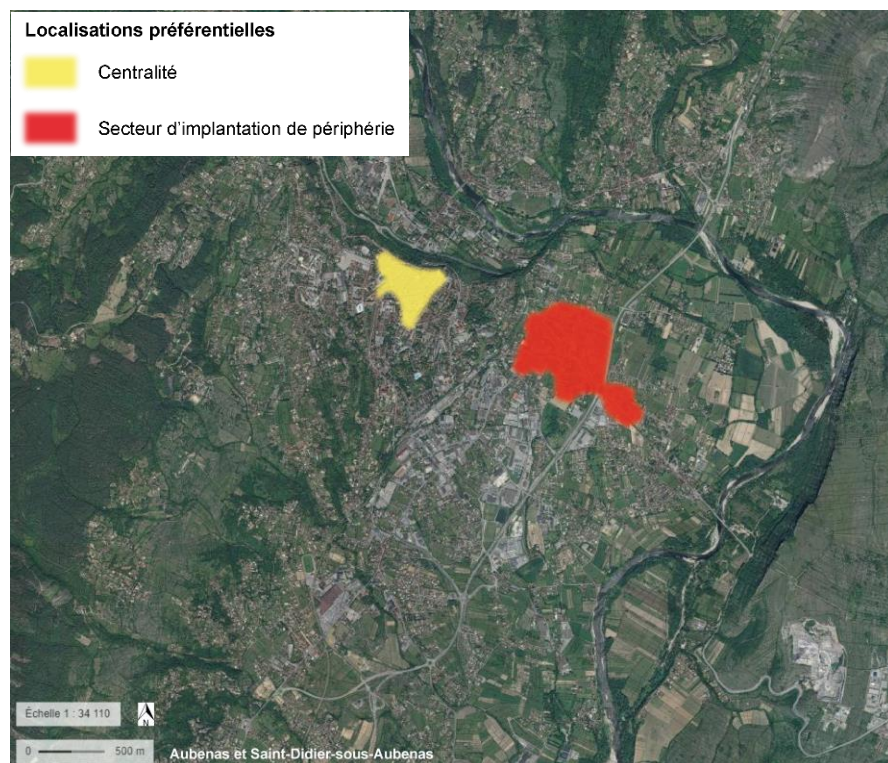 Localisations préférentielles
Centralité
Secteur d'implantation de périphérie
Échelle 1 : 34 110
N
0 500 m
Aubenas et Saint-Didier-sous-Aubenas